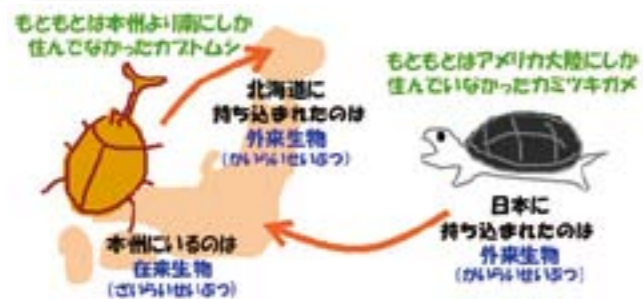 もともとは本州より南にしか
住んでなかったカブトムシ
北海道に
持ち込まれたのは
外来生物
(がいらいせいぶつ)
本州にいるのは
在来生物
(ざいらいせいぶつ)
もともとはアメリカ大陸にしか
住んでいなかったカミツキガメ
日本に
持ち込まれたのは
外来生物
(がいらいせいぶつ)